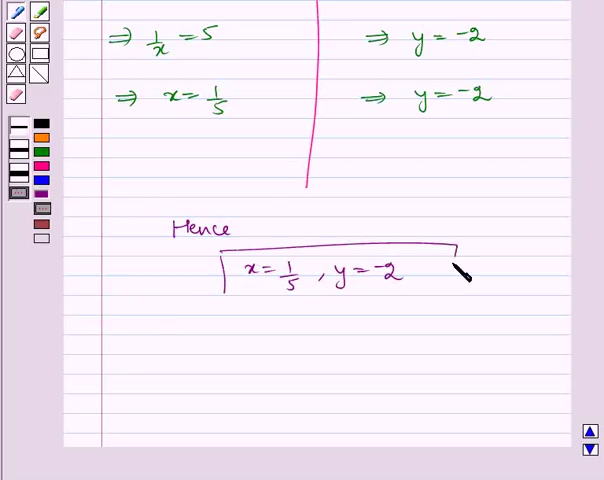 ⇒ 1/x = 5
⇒ y = -2
⇒ x = 1/5
⇒ y = -2
Hence
x = 1/5 , y = -2